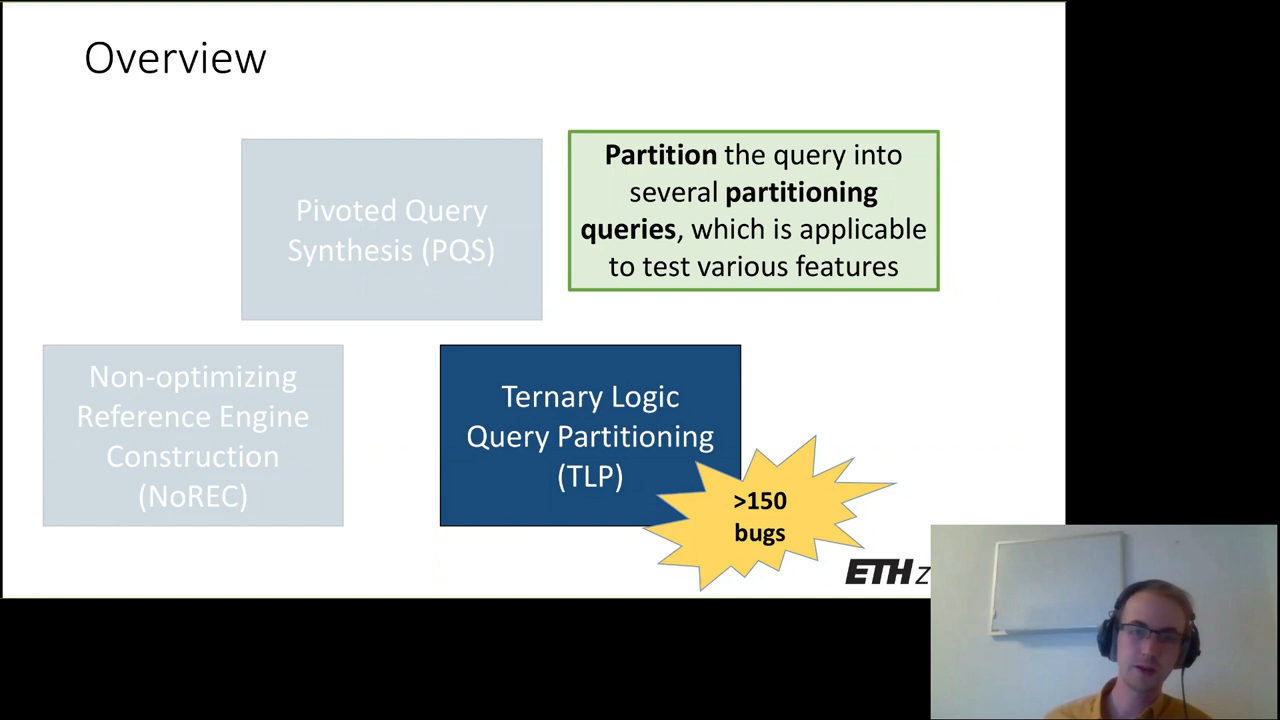 Overview
Pivoted Query
Synthesis (PQS)
Partition the query into
several partitioning
queries, which is applicable
to test various features
Non-optimizing
Reference Engine
Construction
(NoREC)
Ternary Logic
Query Partitioning
(TLP)
>150
bugs
ETH z